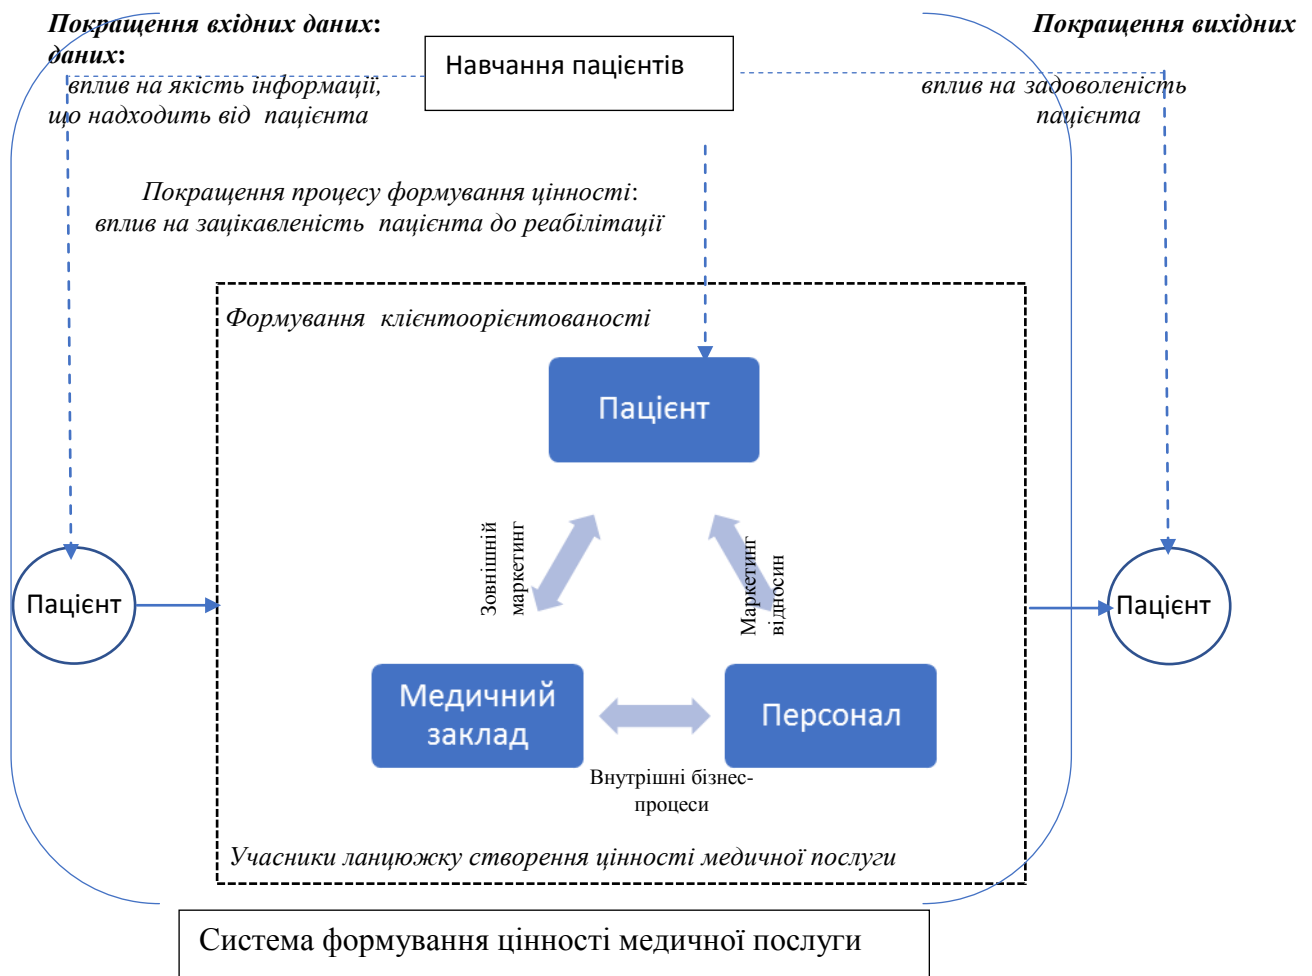 Покращення вхідних даних:
даних:
вплив на якість інформації,
що надходить від пацієнта
Навчання пацієнтів
Покращення вихідних
вплив на задоволеність
пацієнта
Покращення процесу формування цінності:
вплив на зацікавленість пацієнта до реабілітації
Формування клієнтоорієнтованості
Пацієнт
Зовнішній
маркетинг
Маркетинг
відносин
Пацієнт
Пацієнт
Медичний
заклад
Персонал
Внутрішні бізнес-
процеси
Учасники ланцюжку створення цінності медичної послуги
Система формування цінності медичної послуги